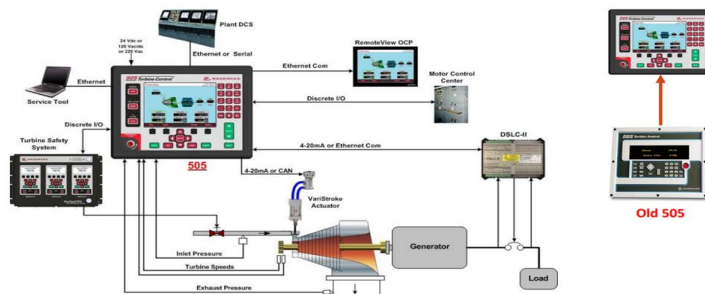 Plant DCS
24 Vdc or
120 Vac/dc
or 220 Vac
Ethernet or Serial
RemoteView OCP
Ethernet
Ethernet Com
Service Tool
505 Turbine Control
WOODWARD
Motor Control
Center
Discrete I/O
Discrete I/O
Turbine Safety
System
DSLC-II
4-20mA or Ethernet Com
505
4-20mA or CAN
VariStroke
Actuator
Inlet Pressure
Turbine Speeds
Exhaust Pressure
Generator
Load
Old 505